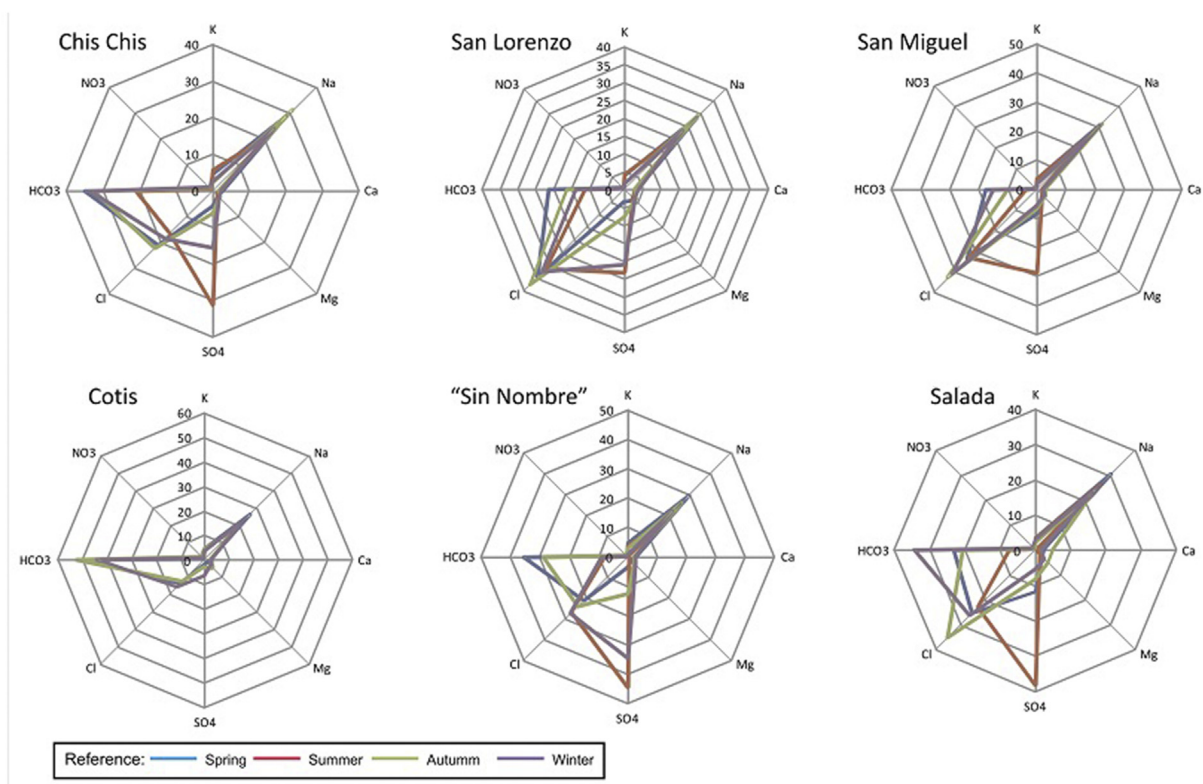 Chis Chis
K
40
30
20
10
0
Na
Ca
Mg
SO4
Cl
HCO3
NO3
San Lorenzo
K
40
35
30
25
20
15
10
5
0
Na
Ca
Mg
SO4
Cl
HCO3
NO3
San Miguel
K
50
40
30
20
10
0
Na
Ca
Mg
SO4
Cl
HCO3
NO3
Cotis
K
60
50
40
30
20
10
0
Na
Ca
Mg
SO4
Cl
HCO3
NO3
“Sin Nombre”
K
50
40
30
20
10
0
Na
Ca
Mg
SO4
Cl
HCO3
NO3
Salada
K
40
30
20
10
0
Na
Ca
Mg
SO4
Cl
HCO3
NO3
Reference: Spring Summer Autumm Winter